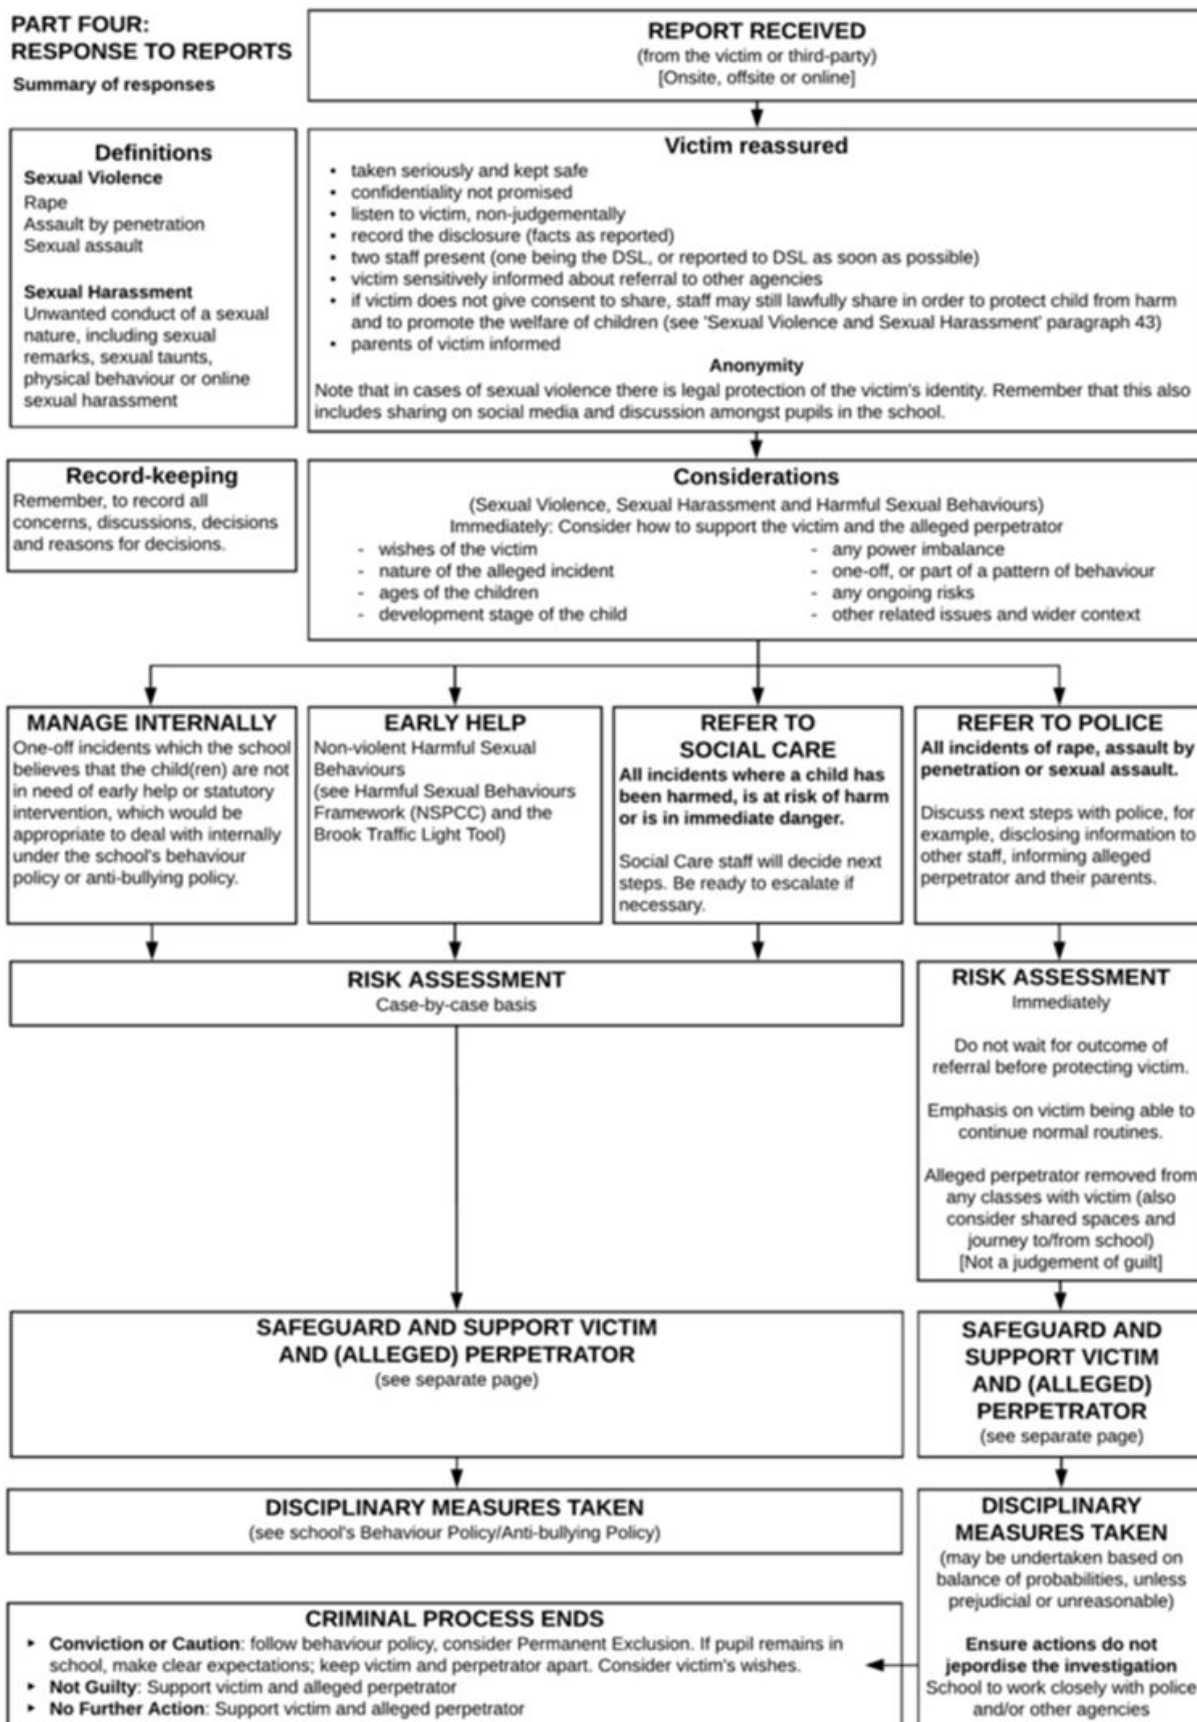 PART FOUR:
RESPONSE TO REPORTS
Summary of responses
REPORT RECEIVED
(from the victim or third-party)
[Onsite, offsite or online]
Definitions
Sexual Violence
Rape
Assault by penetration
Sexual assault
Sexual Harassment
Unwanted conduct of a sexual
nature, including sexual
remarks, sexual taunts,
physical behaviour or online
sexual harassment
Victim reassured
• taken seriously and kept safe
• confidentiality not promised
• listen to victim, non-judgementally
• record the disclosure (facts as reported)
• two staff present (one being the DSL, or reported to DSL as soon as possible)
• victim sensitively informed about referral to other agencies
• if victim does not give consent to share, staff may still lawfully share in order to protect child from harm
and to promote the welfare of children (see 'Sexual Violence and Sexual Harassment' paragraph 43)
• parents of victim informed
Anonymity
Note that in cases of sexual violence there is legal protection of the victim's identity. Remember that this also
includes sharing on social media and discussion amongst pupils in the school.
Record-keeping
Remember, to record all
concerns, discussions, decisions
and reasons for decisions.
Considerations
(Sexual Violence, Sexual Harassment and Harmful Sexual Behaviours)
Immediately: Consider how to support the victim and the alleged perpetrator
- wishes of the victim
- nature of the alleged incident
- ages of the children
- development stage of the child
- any power imbalance
- one-off, or part of a pattern of behaviour
- any ongoing risks
- other related issues and wider context
MANAGE INTERNALLY
One-off incidents which the school
believes that the child(ren) are not
in need of early help or statutory
intervention, which would be
appropriate to deal with internally
under the school's behaviour
policy or anti-bullying policy.
EARLY HELP
Non-violent Harmful Sexual
Behaviours
(see Harmful Sexual Behaviours
Framework (NSPCC) and the
Brook Traffic Light Tool)
REFER TO
SOCIAL CARE
All incidents where a child has
been harmed, is at risk of harm
or is in immediate danger.
Social Care staff will decide next
steps. Be ready to escalate if
necessary.
REFER TO POLICE
All incidents of rape, assault by
penetration or sexual assault.
Discuss next steps with police, for
example, disclosing information to
other staff, informing alleged
perpetrator and their parents.
RISK ASSESSMENT
Case-by-case basis
RISK ASSESSMENT
Immediately
Do not wait for outcome of
referral before protecting victim.
Emphasis on victim being able to
continue normal routines.
Alleged perpetrator removed from
any classes with victim (also
consider shared spaces and
journey to/from school)
[Not a judgement of guilt]
SAFEGUARD AND SUPPORT VICTIM
AND (ALLEGED) PERPETRATOR
(see separate page)
SAFEGUARD AND
SUPPORT VICTIM
AND (ALLEGED)
PERPETRATOR
(see separate page)
DISCIPLINARY MEASURES TAKEN
(see school's Behaviour Policy/Anti-bullying Policy)
DISCIPLINARY
MEASURES TAKEN
(may be undertaken based on
balance of probabilities, unless
prejudicial or unreasonable)
Ensure actions do not
jepordise the investigation
School to work closely with police
and/or other agencies
CRIMINAL PROCESS ENDS
▸ Conviction or Caution: follow behaviour policy, consider Permanent Exclusion. If pupil remains in
school, make clear expectations; keep victim and perpetrator apart. Consider victim's wishes.
▸ Not Guilty: Support victim and alleged perpetrator
▸ No Further Action: Support victim and alleged perpetrator